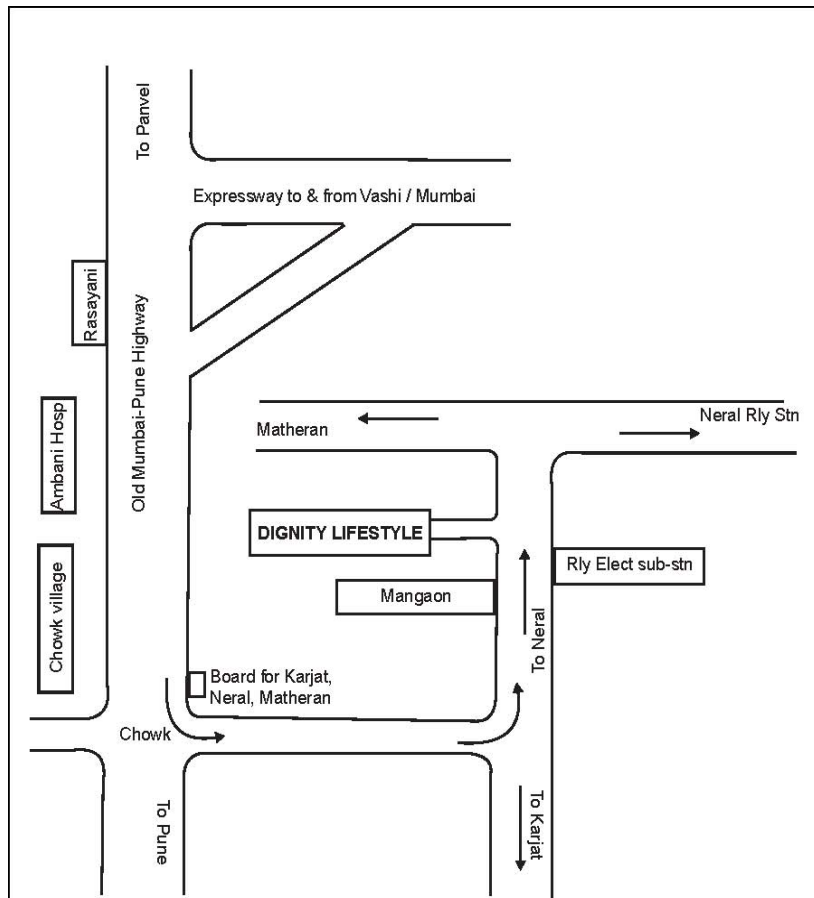 To Panvel
Expressway to & from Vashi / Mumbai
Rasayani
Old Mumbai-Pune Highway
Ambani Hosp
Matheran
Neral Rly Stn
DIGNITY LIFESTYLE
Rly Elect sub-stn
Mangaon
Chowk village
To Neral
Board for Karjat,
Neral, Matheran
Chowk
To Pune
To Karjat